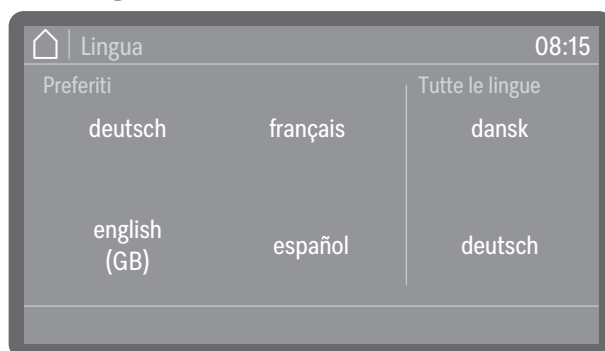 Lingua 08:15
Preferiti Tutte le lingue
deutsch français dansk
english
(GB) español deutsch